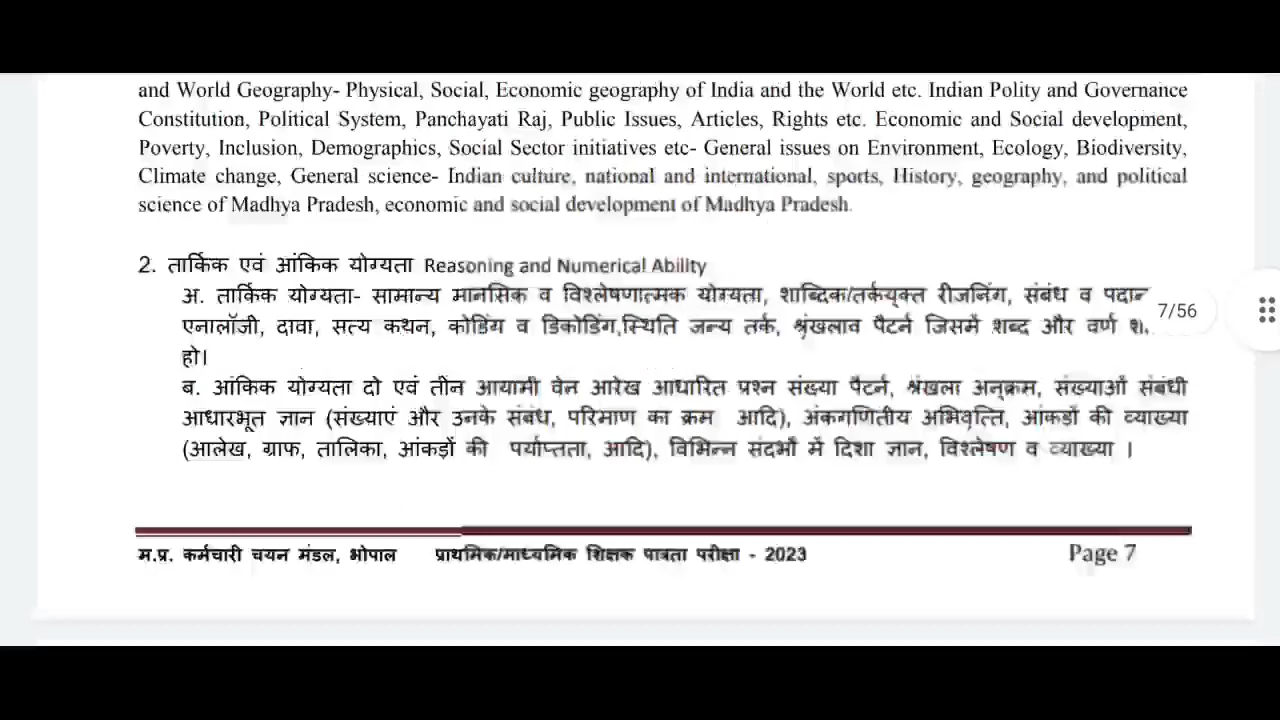 and World Geography- Physical, Social, Economic geography of India and the World etc. Indian Polity and Governance
Constitution, Political System, Panchayati Raj, Public Issues, Articles, Rights etc. Economic and Social development,
Poverty, Inclusion, Demographics, Social Sector initiatives etc- General issues on Environment, Ecology, Biodiversity,
Climate change, General science- Indian culture, national and international, sports, History, geography, and political
science of Madhya Pradesh, economic and social development of Madhya Pradesh.
2. तार्किक एवं आंकिक योग्यता Reasoning and Numerical Ability
अ. तार्किक योग्यता- सामान्य मानसिक व विश्लेषणात्मक योग्यता, शाब्दिक/तर्कयुक्त रीजनिंग, संबंध व
एनालॉजी, दावा, सत्य कथन, कोडिंग व डिकोडिंग,स्थिति जन्य तर्क, श्रृंखलाव पैटर्न जिसमें शब्द और वर्ण
हो।
7/56
ब. आंकिक योग्यता दो एवं तीन आयामी वेन आरेख आधारित प्रश्न संख्या पैटर्न, श्रंखला अनुक्रम, संख्याओं संबंधी
आधारभूत ज्ञान (संख्याएं और उनके संबंध, परिमाण का क्रम आदि), अंकगणितीय अभिवृत्ति, आंकड़ों की व्याख्या
(आलेख, ग्राफ, तालिका, आंकड़ों की पर्याप्तता, आदि), विभिन्न संदर्भों में दिशा ज्ञान, विश्लेषण व व्याख्या ।
म.प्र. कर्मचारी चयन मंडल, भोपाल प्राथमिक/माध्यमिक शिक्षक पात्रता परीक्षा - 2023 Page 7